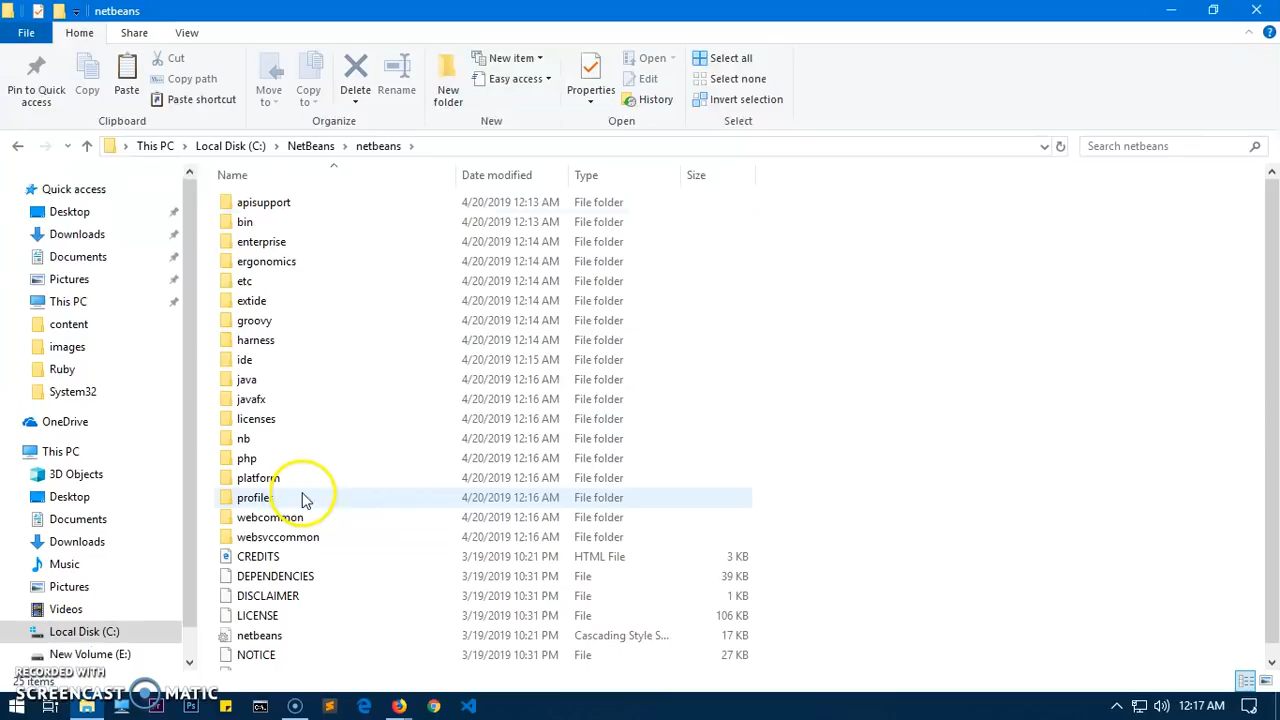 netbeans
File Home Share View
Pin to Quick access
Copy
Paste
Cut
Copy path
Paste shortcut
Clipboard
Move to
Copy to
Delete
Rename
Organize
New folder
New item
Easy access
New
Properties
Open
Edit
History
Open
Select all
Select none
Invert selection
Select
This PC Local Disk (C:) NetBeans netbeans
Search netbeans
Quick access
Desktop
Downloads
Documents
Pictures
This PC
content
images
Ruby
System32
OneDrive
This PC
3D Objects
Desktop
Documents
Downloads
Music
Pictures
Videos
Local Disk (C:)
New Volume (E:)
Name Date modified Type Size
apisupport 4/20/2019 12:13 AM File folder
bin 4/20/2019 12:13 AM File folder
enterprise 4/20/2019 12:14 AM File folder
ergonomics 4/20/2019 12:14 AM File folder
etc 4/20/2019 12:14 AM File folder
extide 4/20/2019 12:14 AM File folder
groovy 4/20/2019 12:14 AM File folder
harness 4/20/2019 12:14 AM File folder
ide 4/20/2019 12:15 AM File folder
java 4/20/2019 12:16 AM File folder
javafx 4/20/2019 12:16 AM File folder
licenses 4/20/2019 12:16 AM File folder
nb 4/20/2019 12:16 AM File folder
php 4/20/2019 12:16 AM File folder
platform 4/20/2019 12:16 AM File folder
profiler 4/20/2019 12:16 AM File folder
webcommon 4/20/2019 12:16 AM File folder
websvccommon 4/20/2019 12:16 AM File folder
CREDITS 3/19/2019 10:21 PM HTML File 3 KB
DEPENDENCIES 3/19/2019 10:31 PM File 39 KB
DISCLAIMER 3/19/2019 10:31 PM File 1 KB
LICENSE 3/19/2019 10:31 PM File 106 KB
netbeans 3/19/2019 10:21 PM Cascading Style S... 17 KB
NOTICE 3/19/2019 10:31 PM File 27 KB
25 items
RECORDED WITH
SCREENCAST MATIC
12:17 AM